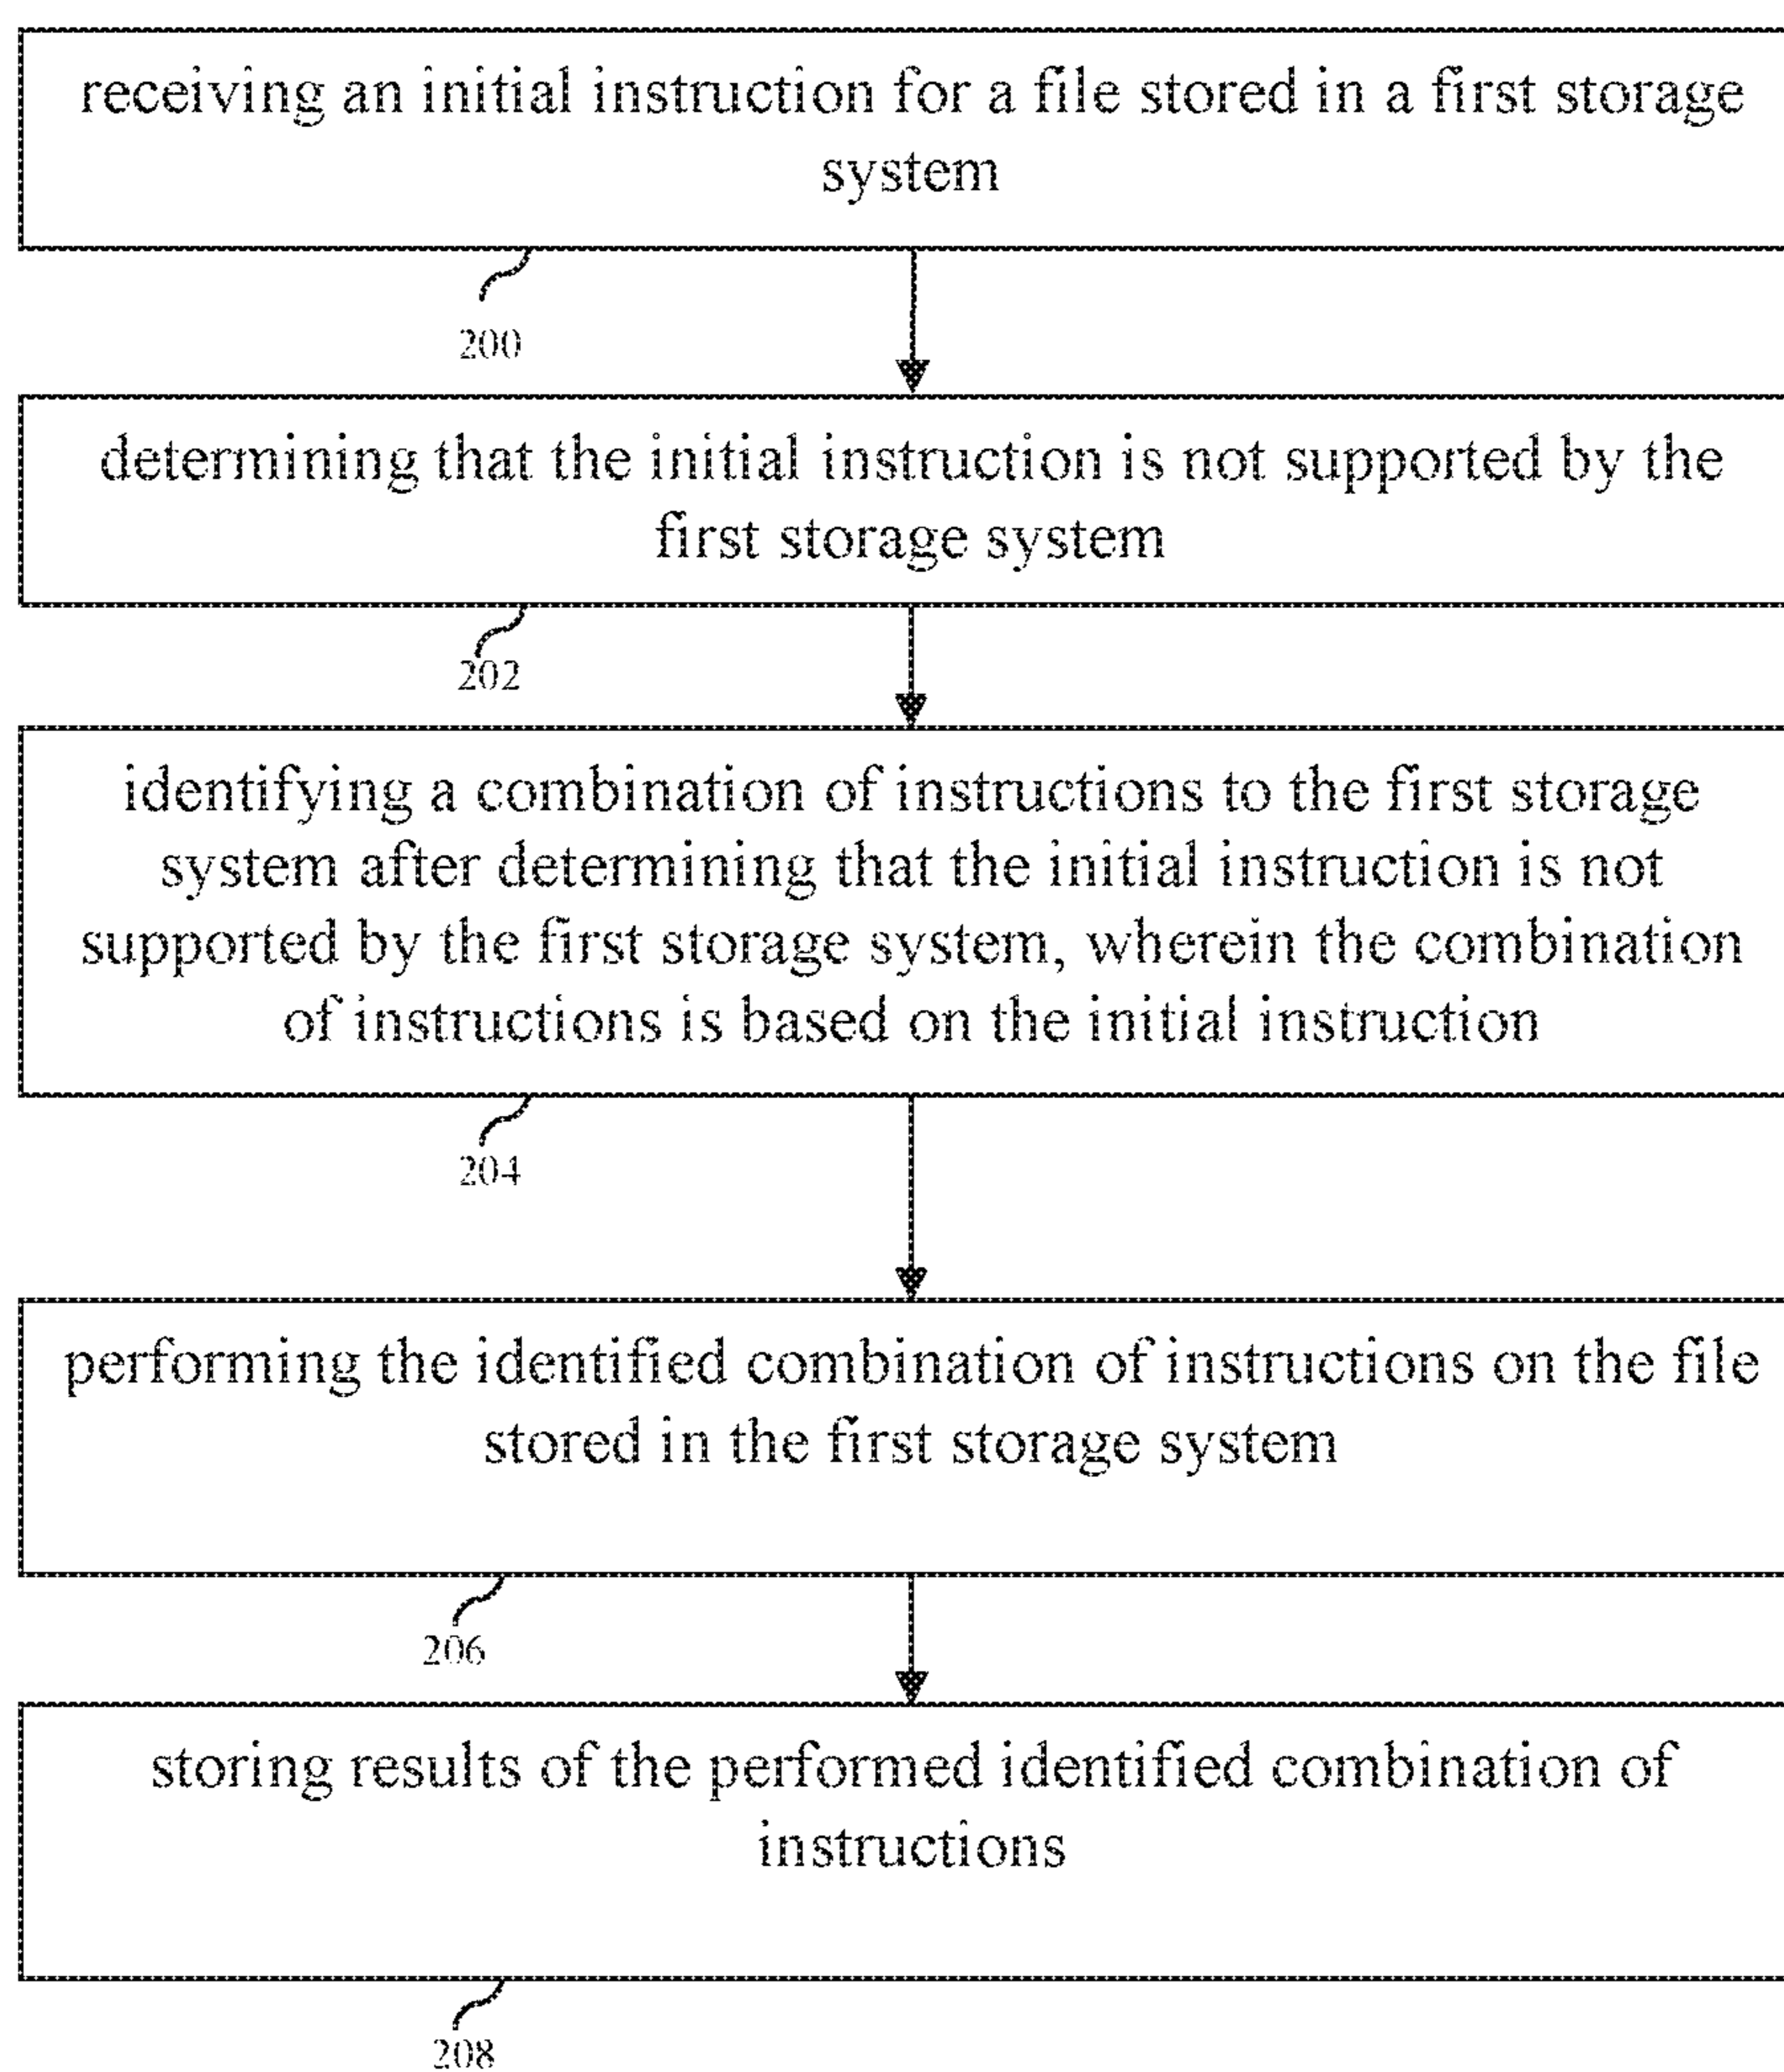 receiving an initial instruction for a file stored in a first storage
system
200
determining that the initial instruction is not supported by the
first storage system
202
identifying a combination of instructions to the first storage
system after determining that the initial instruction is not
supported by the first storage system, wherein the combination
of instructions is based on the initial instruction
204
performing the identified combination of instructions on the file
stored in the first storage system
206
storing results of the performed identified combination of
instructions
208